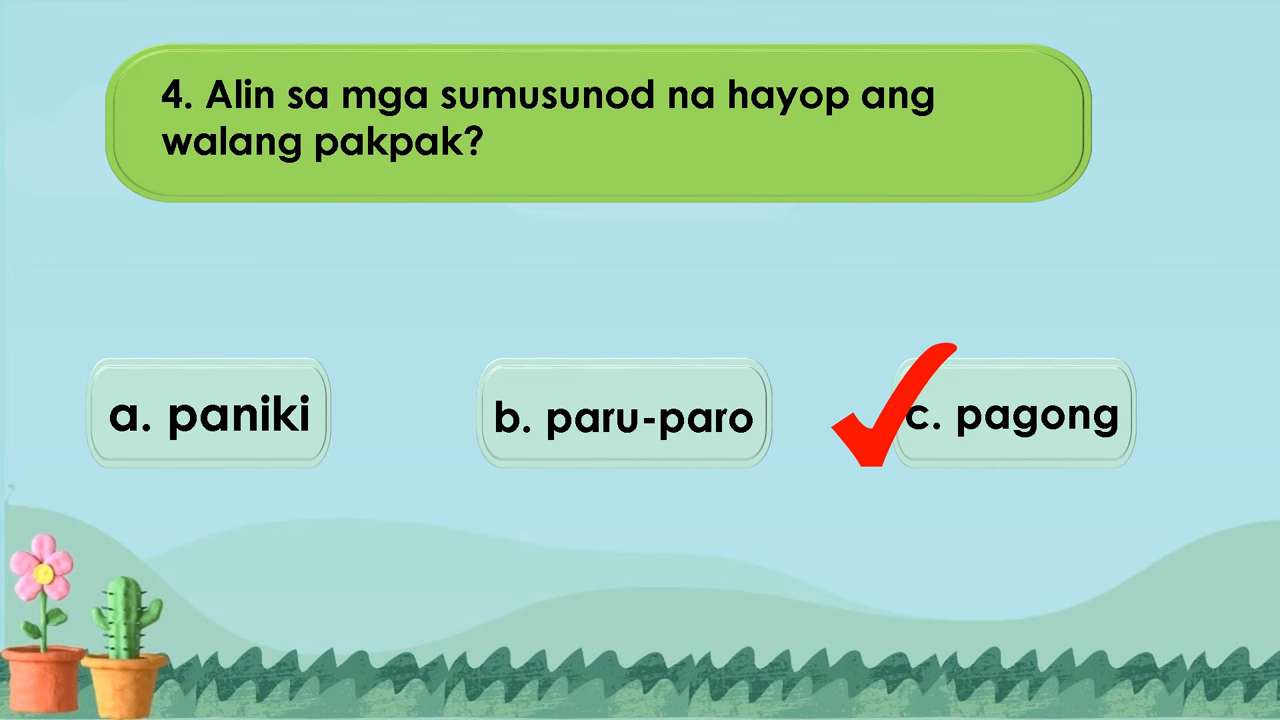 4. Alin sa mga sumusunod na hayop ang
walang pakpak?
a. paniki
b. paru-paro
c. pagong